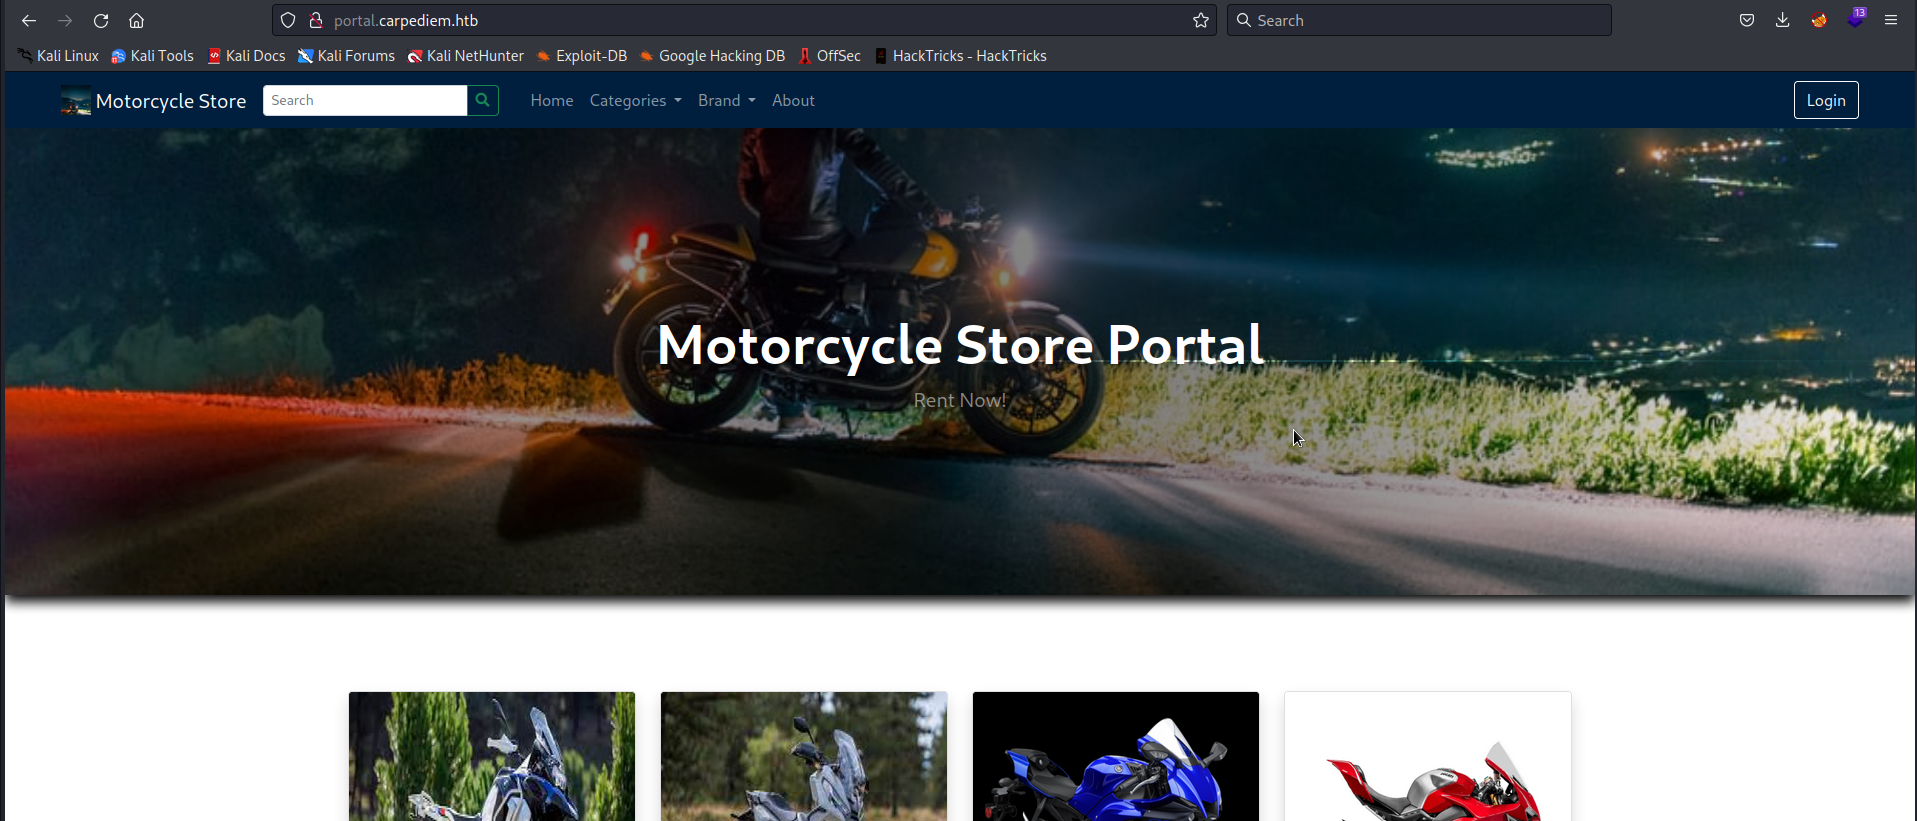 portal.carpediem.htb
Search
13
Kali Linux Kali Tools Kali Docs Kali Forums Kali NetHunter Exploit-DB Google Hacking DB OffSec HackTricks - HackTricks
Motorcycle Store Search Home Categories Brand About Login
Motorcycle Store Portal
Rent Now!